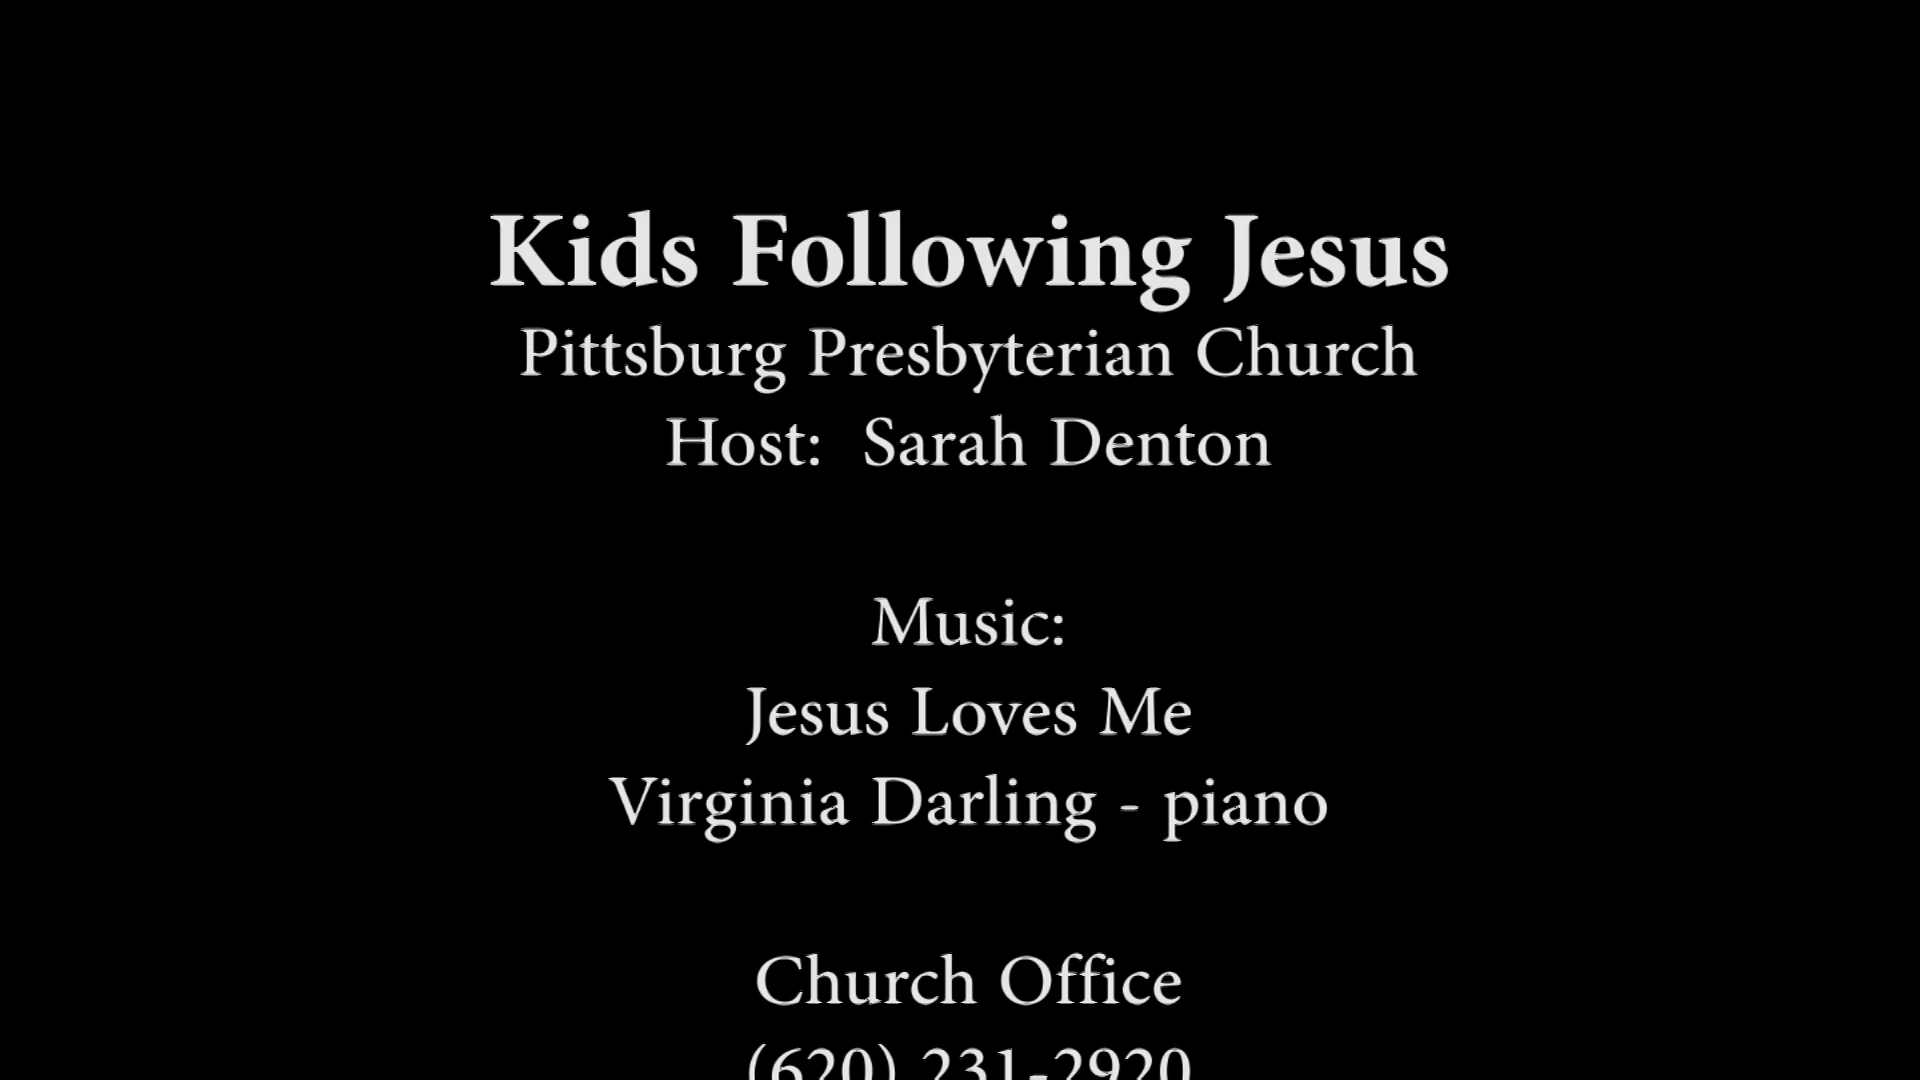 Kids Following Jesus
Pittsburg Presbyterian Church
Host:  Sarah Denton
Music:
Jesus Loves Me
Virginia Darling - piano
Church Office
(620) 231-2920